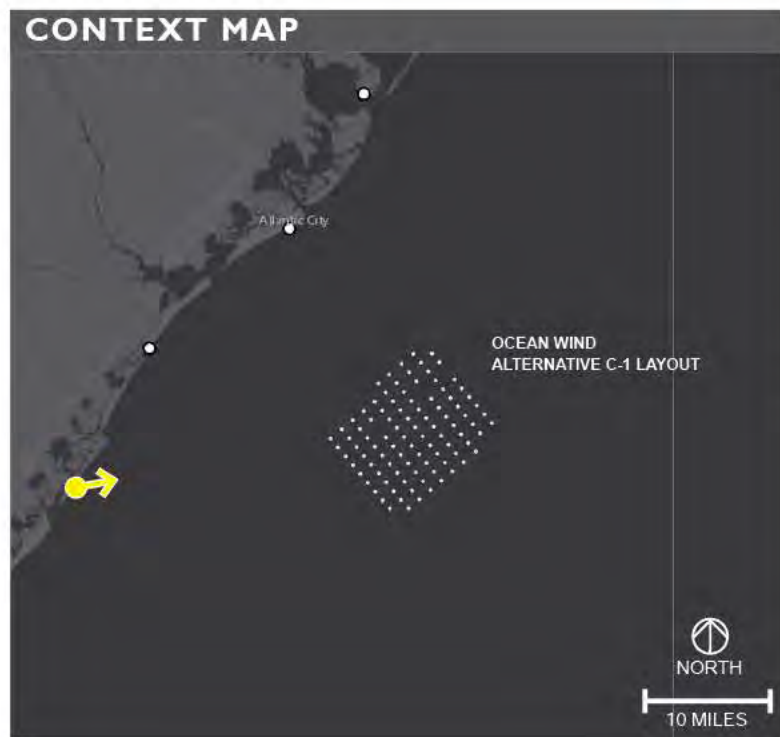 CONTEXT MAP
Atlantic City
OCEAN WIND
ALTERNATIVE C-1 LAYOUT
NORTH
10 MILES